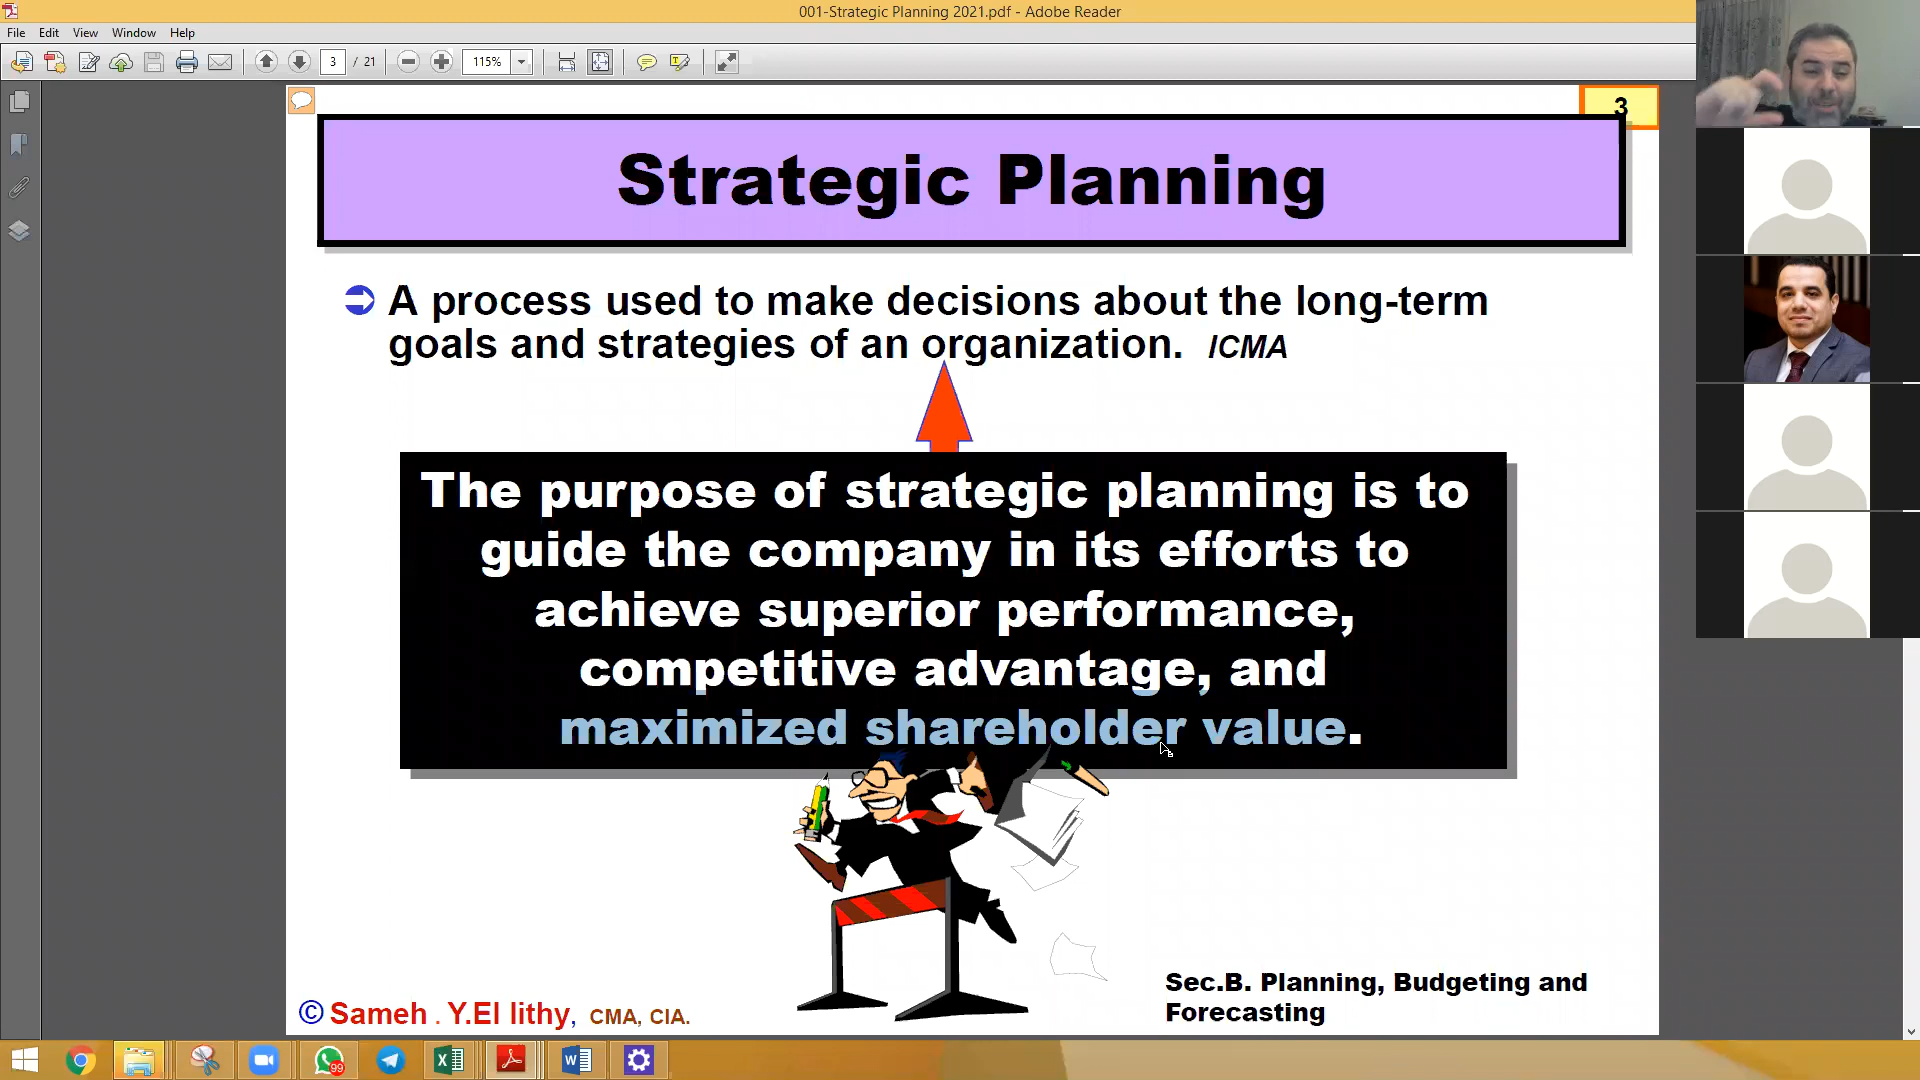 001-Strategic Planning 2021.pdf - Adobe Reader
File Edit View Window Help
3 / 21 115%
3
Strategic Planning
A process used to make decisions about the long-term
goals and strategies of an organization. ICMA
The purpose of strategic planning is to
guide the company in its efforts to
achieve superior performance,
competitive advantage, and
maximized shareholder value.
Sec.B. Planning, Budgeting and
Forecasting
© Sameh . Y.El lithy, CMA, CIA.
99